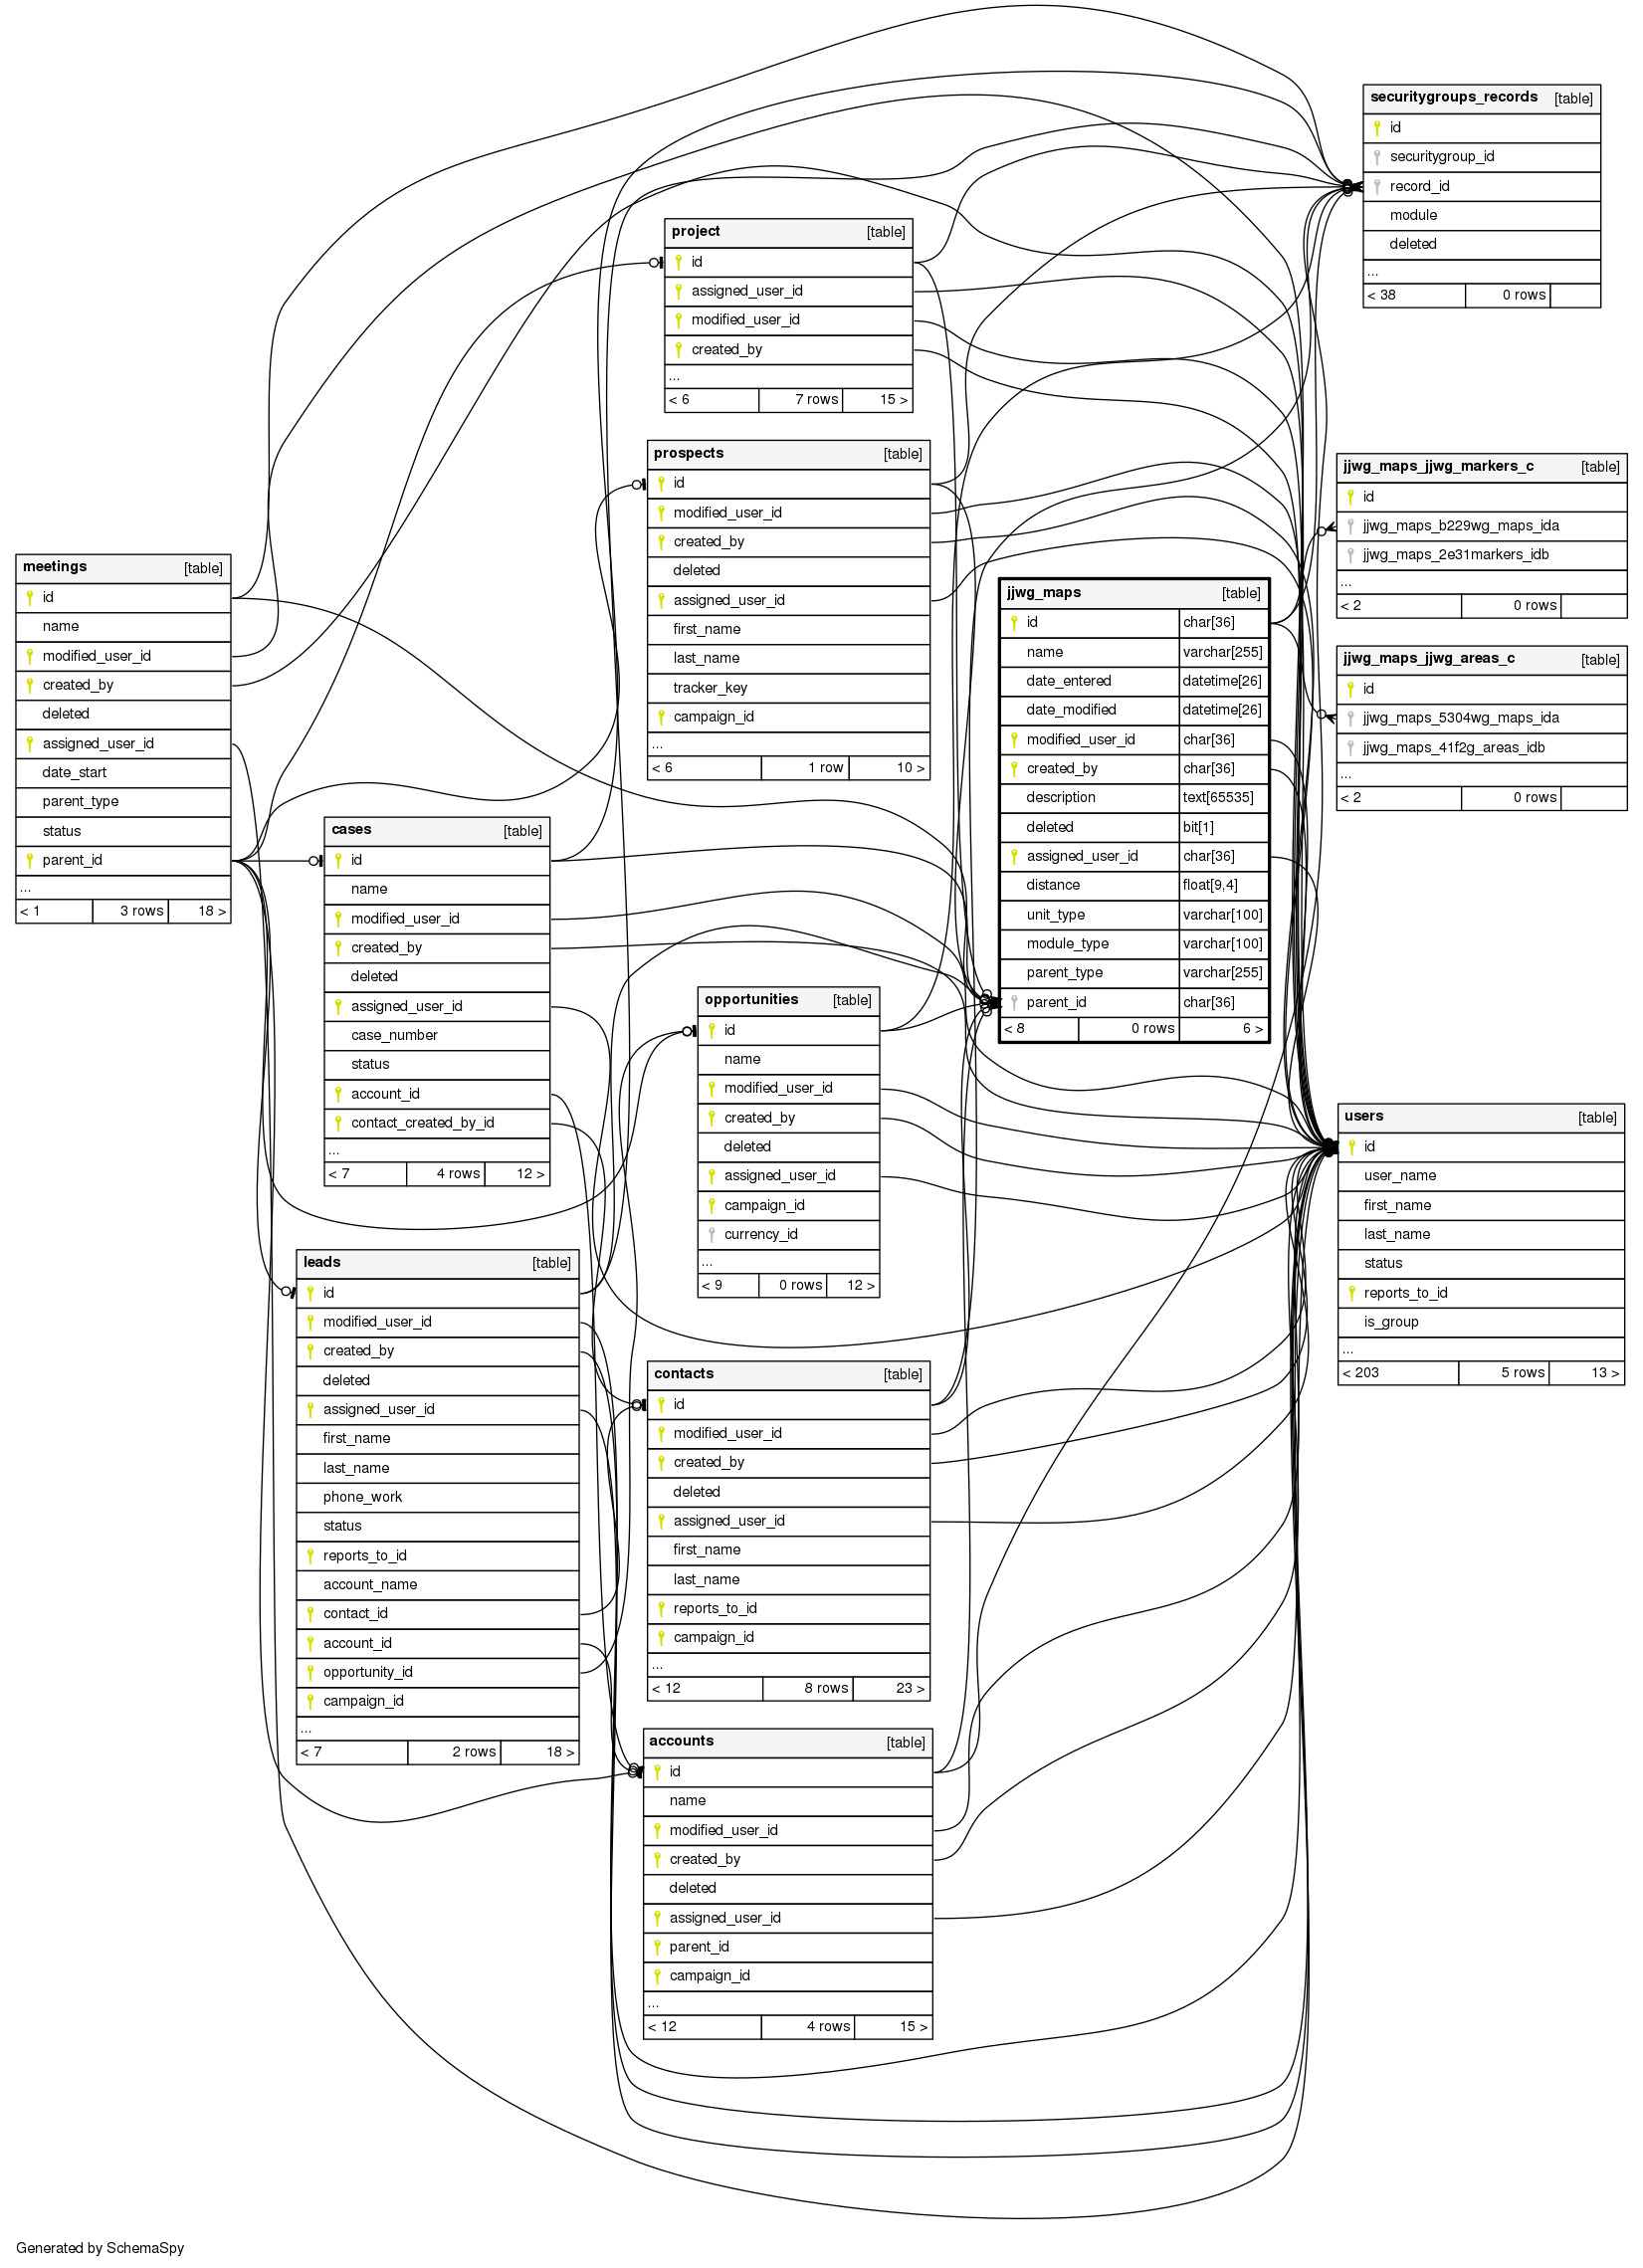 securitygroups_records [table]
id
securitygroup_id
record_id
module
deleted
...
< 38 0 rows
project [table]
id
assigned_user_id
modified_user_id
created_by
...
< 6 7 rows 15 >
prospects [table]
id
modified_user_id
created_by
deleted
assigned_user_id
first_name
last_name
tracker_key
campaign_id
...
< 6 1 row 10 >
jjwg_maps_jjwg_markers_c [table]
id
jjwg_maps_b229wg_maps_ida
jjwg_maps_2e31markers_idb
...
< 2 0 rows
meetings [table]
id
name
modified_user_id
created_by
deleted
assigned_user_id
date_start
parent_type
status
parent_id
...
< 1 3 rows 18 >
jjwg_maps [table]
id char[36]
name varchar[255]
date_entered datetime[26]
date_modified datetime[26]
modified_user_id char[36]
created_by char[36]
description text[65535]
deleted bit[1]
assigned_user_id char[36]
distance float[9,4]
unit_type varchar[100]
module_type varchar[100]
parent_type varchar[255]
parent_id char[36]
< 8 0 rows 6 >
jjwg_maps_jjwg_areas_c [table]
id
jjwg_maps_5304wg_maps_ida
jjwg_maps_41f2g_areas_idb
...
< 2 0 rows
cases [table]
id
name
modified_user_id
created_by
deleted
assigned_user_id
case_number
status
account_id
contact_created_by_id
...
< 7 4 rows 12 >
opportunities [table]
id
name
modified_user_id
created_by
deleted
assigned_user_id
campaign_id
currency_id
...
< 9 0 rows 12 >
users [table]
id
user_name
first_name
last_name
status
reports_to_id
is_group
...
< 203 5 rows 13 >
leads [table]
id
modified_user_id
created_by
deleted
assigned_user_id
first_name
last_name
phone_work
status
reports_to_id
account_name
contact_id
account_id
opportunity_id
campaign_id
...
< 7 2 rows 18 >
contacts [table]
id
modified_user_id
created_by
deleted
assigned_user_id
first_name
last_name
reports_to_id
campaign_id
...
< 12 8 rows 23 >
accounts [table]
id
name
modified_user_id
created_by
deleted
assigned_user_id
parent_id
campaign_id
...
< 12 4 rows 15 >
Generated by SchemaSpy